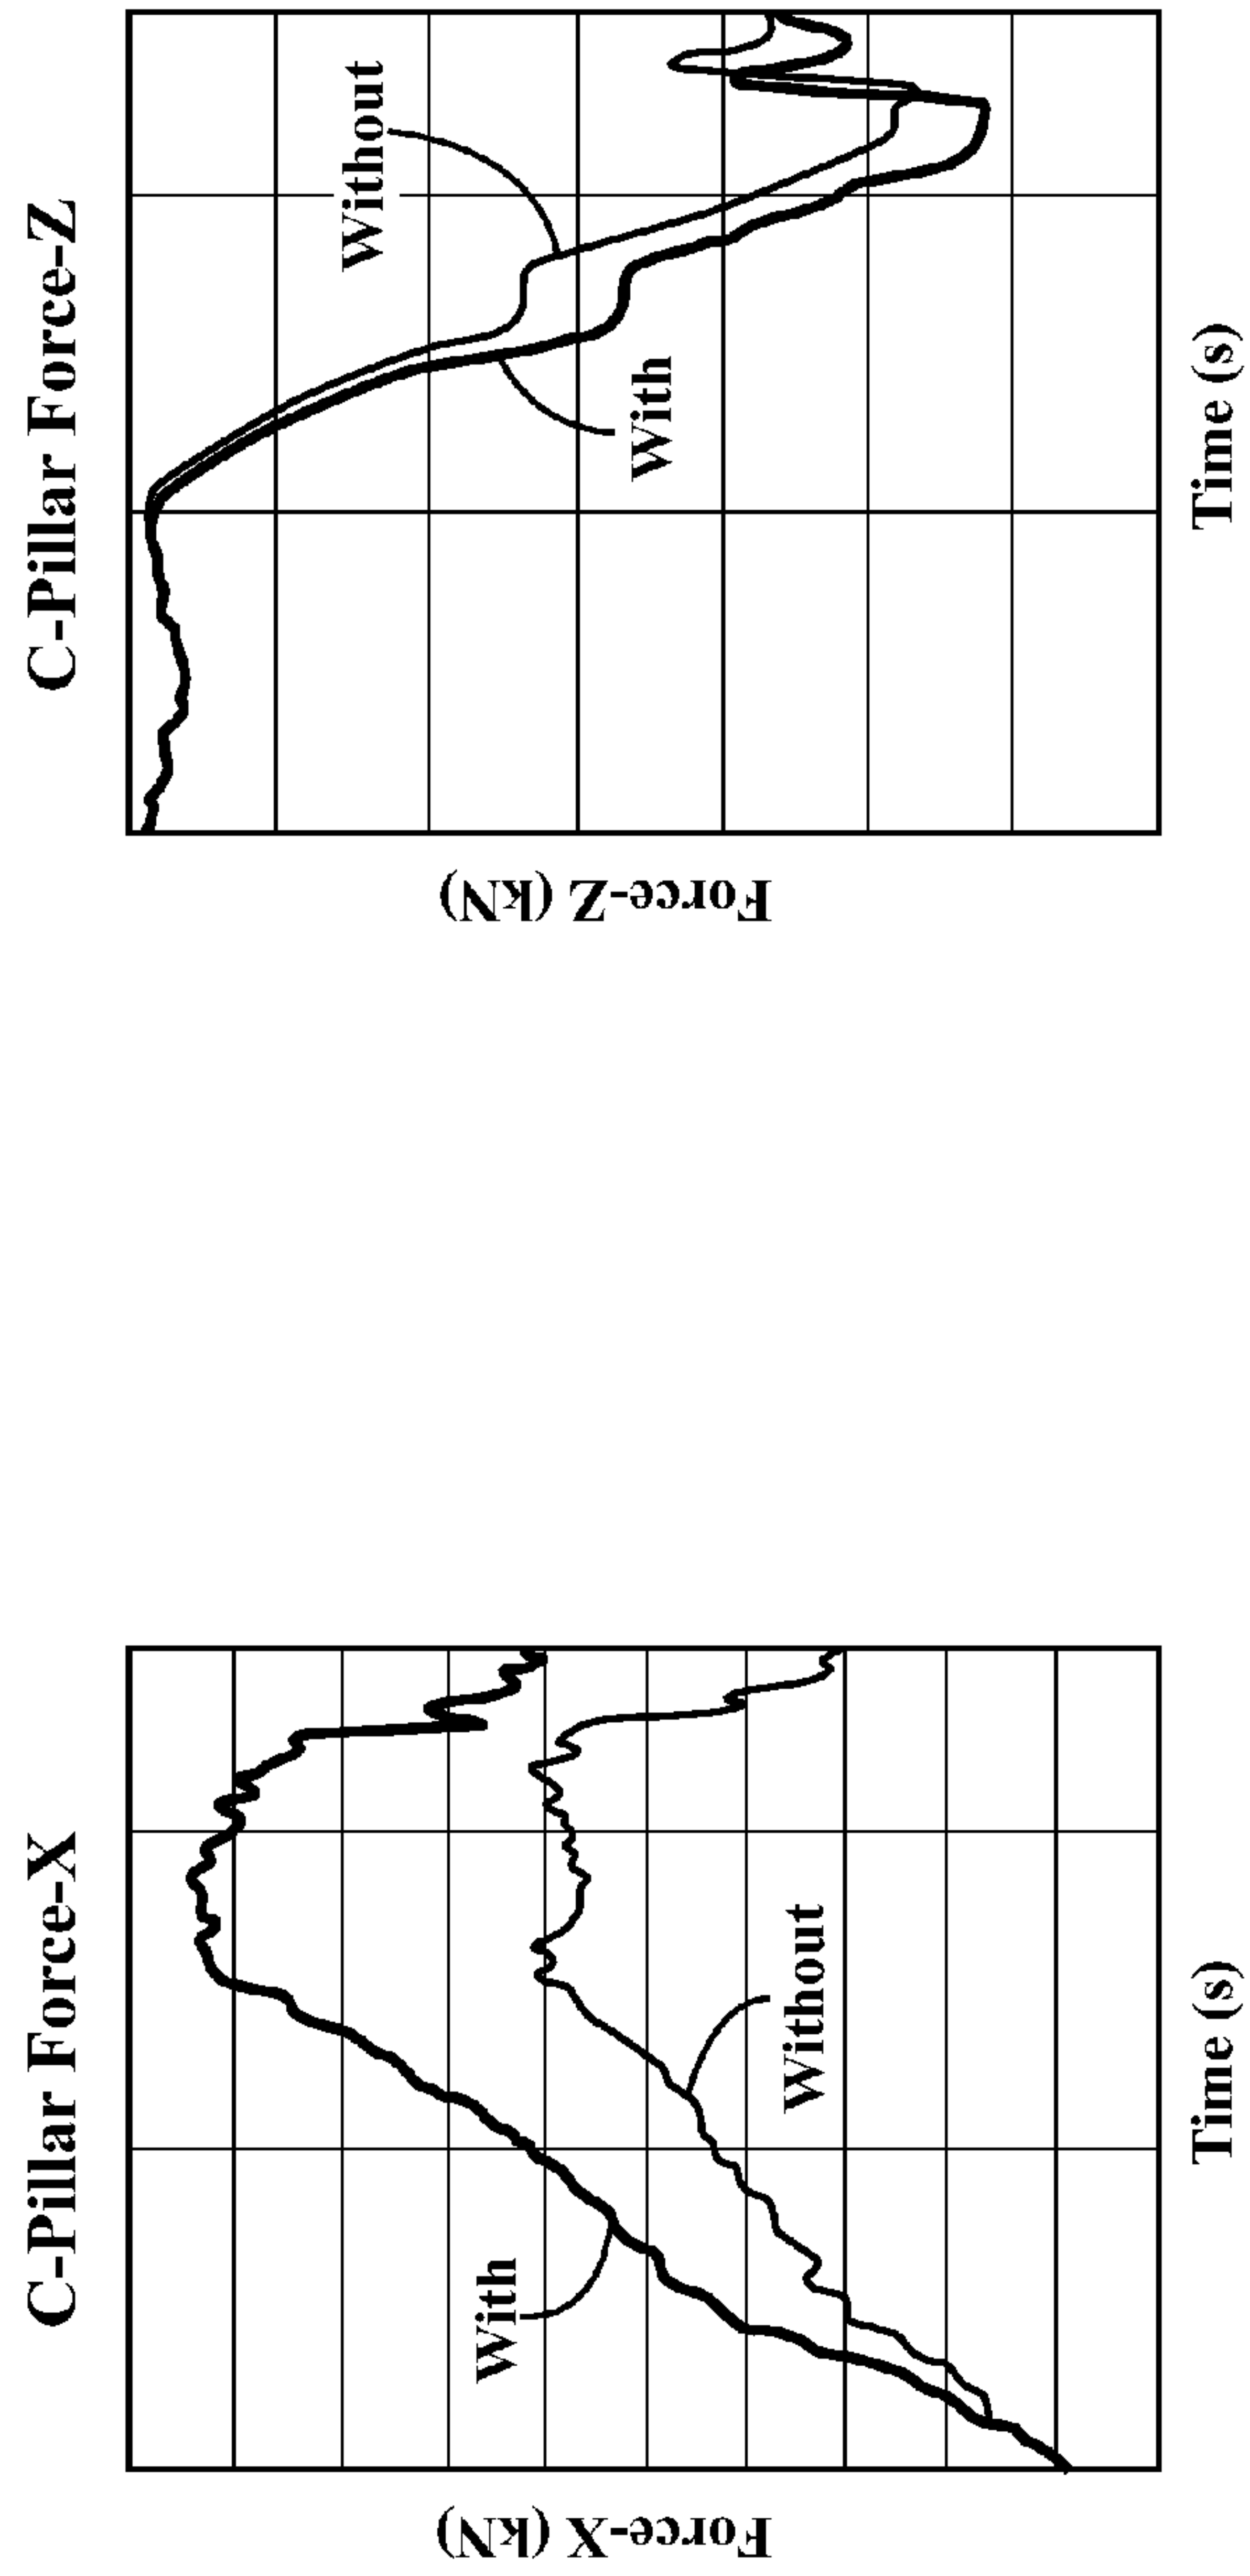 C-Pillar Force-X
Force-X (kN)
With
Without
Time (s)
C-Pillar Force-Z
Force-Z (kN)
Without
With
Time (s)